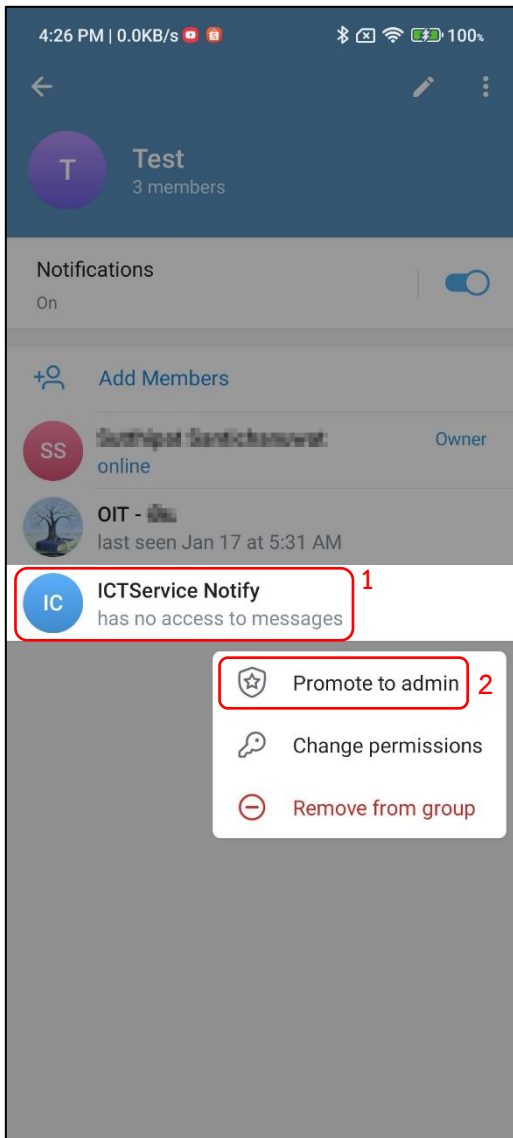 4:26 PM | 0.0KB/s 100%
T
Test
3 members
Notifications
On
Add Members
SS Owner
online
OIT -
last seen Jan 17 at 5:31 AM
IC ICTService Notify 1
has no access to messages
Promote to admin 2
Change permissions
Remove from group